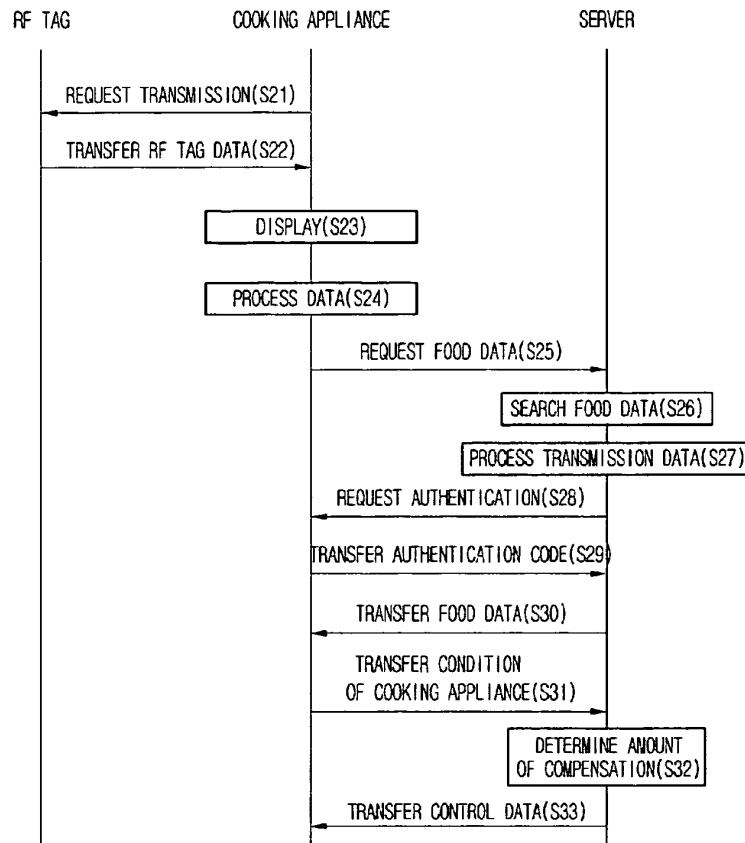 RF TAG
COOKING APPLIANCE
SERVER
REQUEST TRANSMISSION(S21)
TRANSFER RF TAG DATA(S22)
DISPLAY(S23)
PROCESS DATA(S24)
REQUEST FOOD DATA(S25)
SEARCH FOOD DATA(S26)
PROCESS TRANSMISSION DATA(S27)
REQUEST AUTHENTICATION(S28)
TRANSFER AUTHENTICATION CODE(S29)
TRANSFER FOOD DATA(S30)
TRANSFER CONDITION
OF COOKING APPLIANCE(S31)
DETERMINE AMOUNT
OF COMPENSATION(S32)
TRANSFER CONTROL DATA(S33)